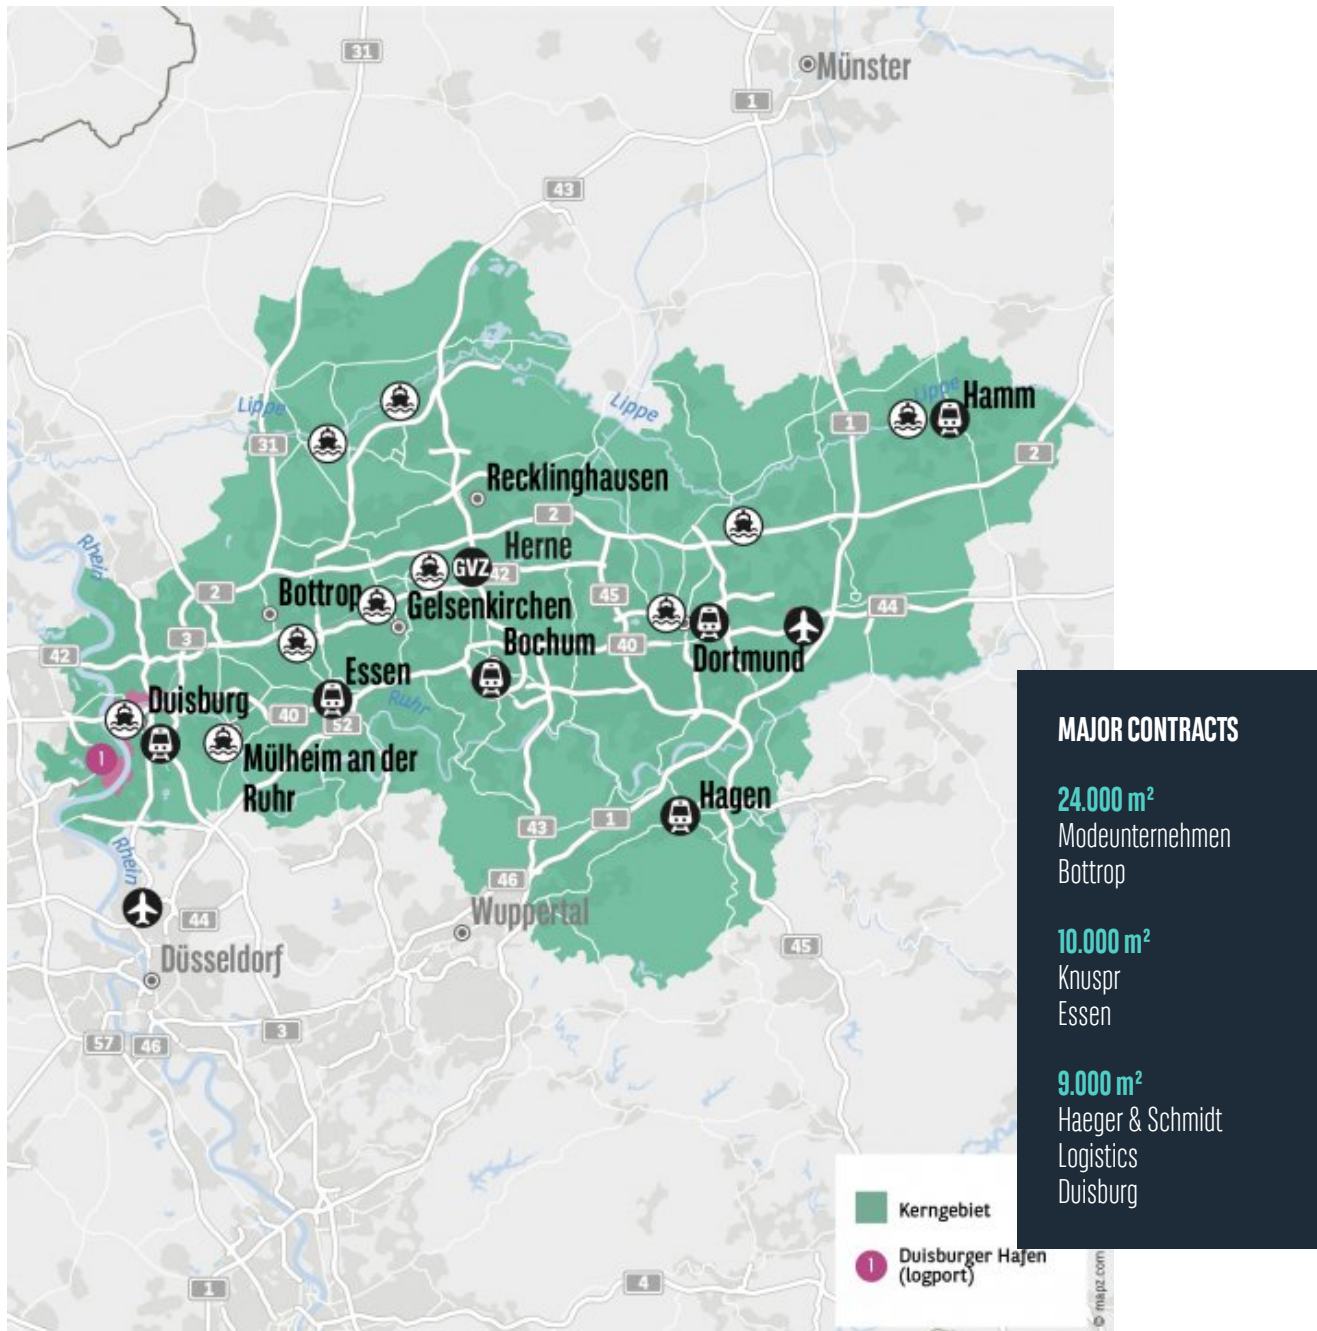 31
Münster
1
43
Lippe
Lippe
Lippe
Hamm
31
1
2
Recklinghausen
2
Rhein
Herne
GVZ
42
2
Bottrop
Gelsenkirchen
45
44
3
Bochum
40
42
Essen
Dortmund
Duisburg
Ruhr
40
52
1
Mülheim an der
Ruhr
Hagen
43
1
Rhein
46
44
Wuppertal
45
Düsseldorf
3
57
46
1
4
Kerngebiet
1
Duisburger Hafen
(logport)
© mapz.com
MAJOR CONTRACTS
24.000 m²
Modeunternehmen
Bottrop
10.000 m²
Knuspr
Essen
9.000 m²
Haeger & Schmidt
Logistics
Duisburg